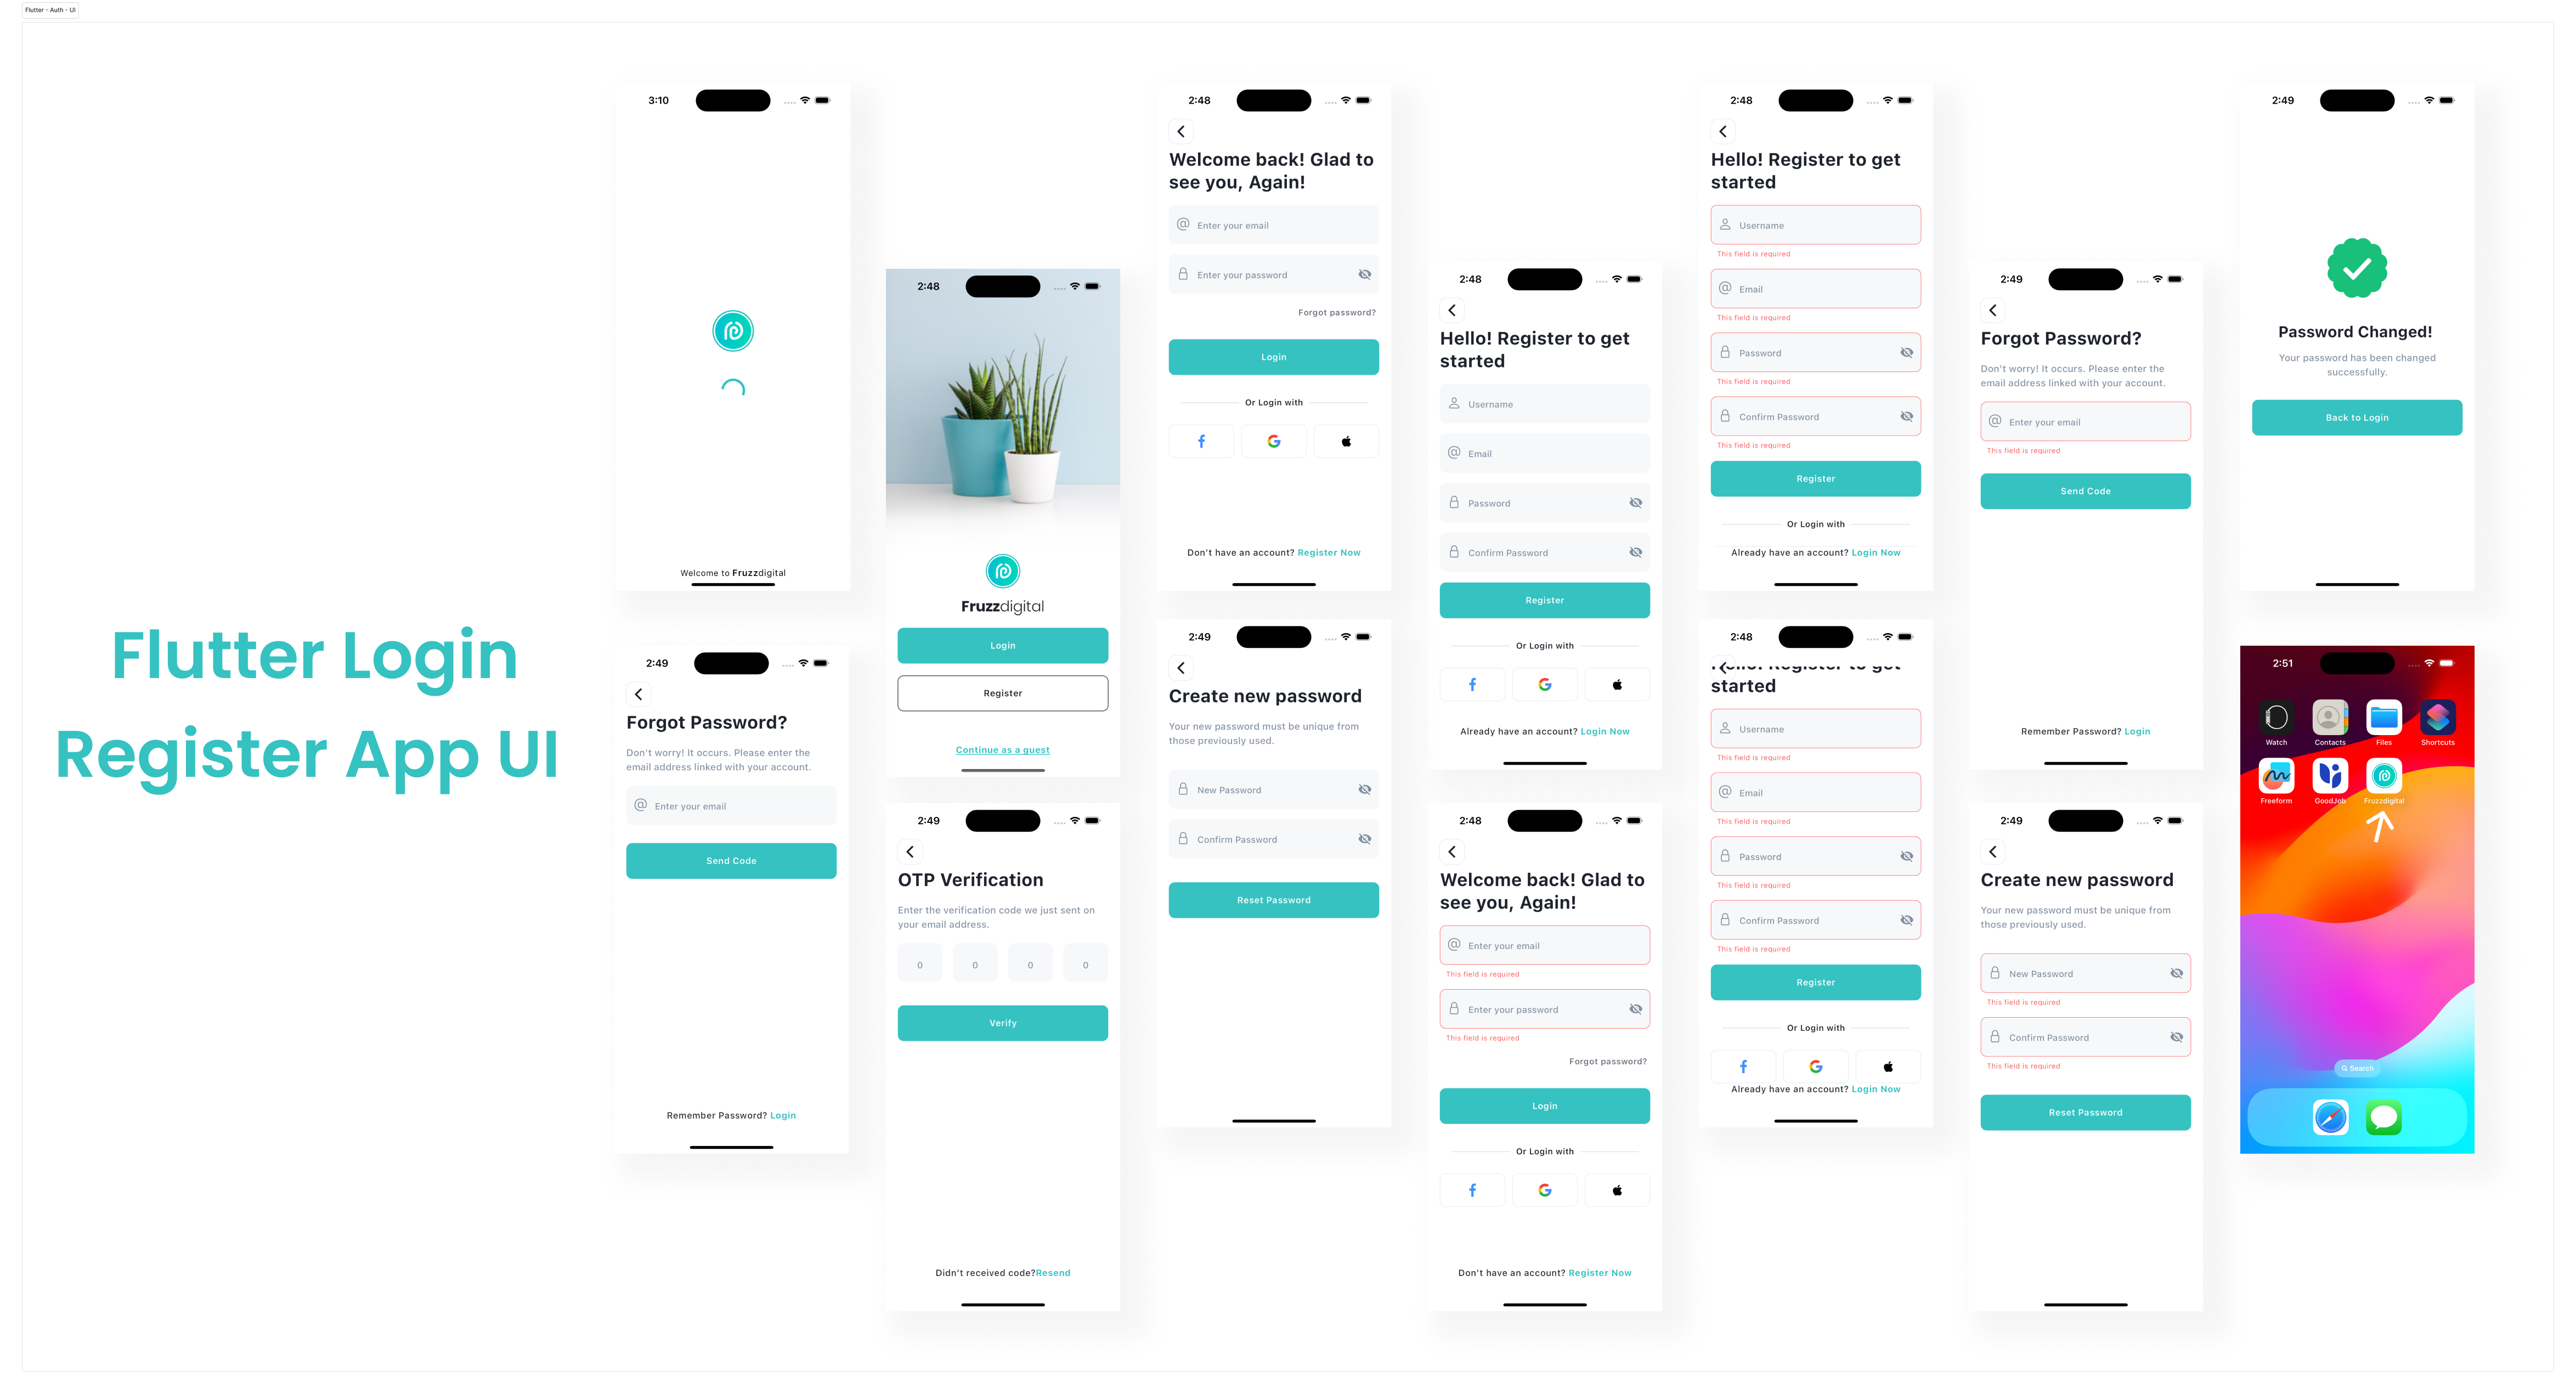 Flutter - Auth - UI
Flutter Login
Register App UI
3:10
Welcome to Fruzzdigital
2:49
Forgot Password?
Don't worry! It occurs. Please enter the
email address linked with your account.
Enter your email
Send Code
Remember Password? Login
2:48
Fruzzdigital
Login
Register
Continue as a guest
2:49
OTP Verification
Enter the verification code we just sent on
your email address.
0 0 0 0
Verify
Didn't received code?Resend
2:48
Welcome back! Glad to
see you, Again!
Enter your email
Enter your password
Forgot password?
Login
Or Login with
Don't have an account? Register Now
2:49
Create new password
Your new password must be unique from
those previously used.
New Password
Confirm Password
Reset Password
2:48
Hello! Register to get
started
Username
Email
Password
Confirm Password
Register
Or Login with
Already have an account? Login Now
2:48
Welcome back! Glad to
see you, Again!
Enter your email
This field is required
Enter your password
This field is required
Forgot password?
Login
Or Login with
Don't have an account? Register Now
2:48
Hello! Register to get
started
Username
This field is required
Email
This field is required
Password
This field is required
Confirm Password
This field is required
Register
Or Login with
Already have an account? Login Now
2:48
Hello! Register to get
started
Username
This field is required
Email
This field is required
Password
This field is required
Confirm Password
This field is required
Register
Or Login with
Already have an account? Login Now
2:49
Forgot Password?
Don't worry! It occurs. Please enter the
email address linked with your account.
Enter your email
This field is required
Send Code
Remember Password? Login
2:49
Create new password
Your new password must be unique from
those previously used.
New Password
This field is required
Confirm Password
This field is required
Reset Password
2:49
Password Changed!
Your password has been changed
successfully.
Back to Login
2:51
Watch Contacts Files Shortcuts
Freeform GoodJob Fruzzdigital
Search